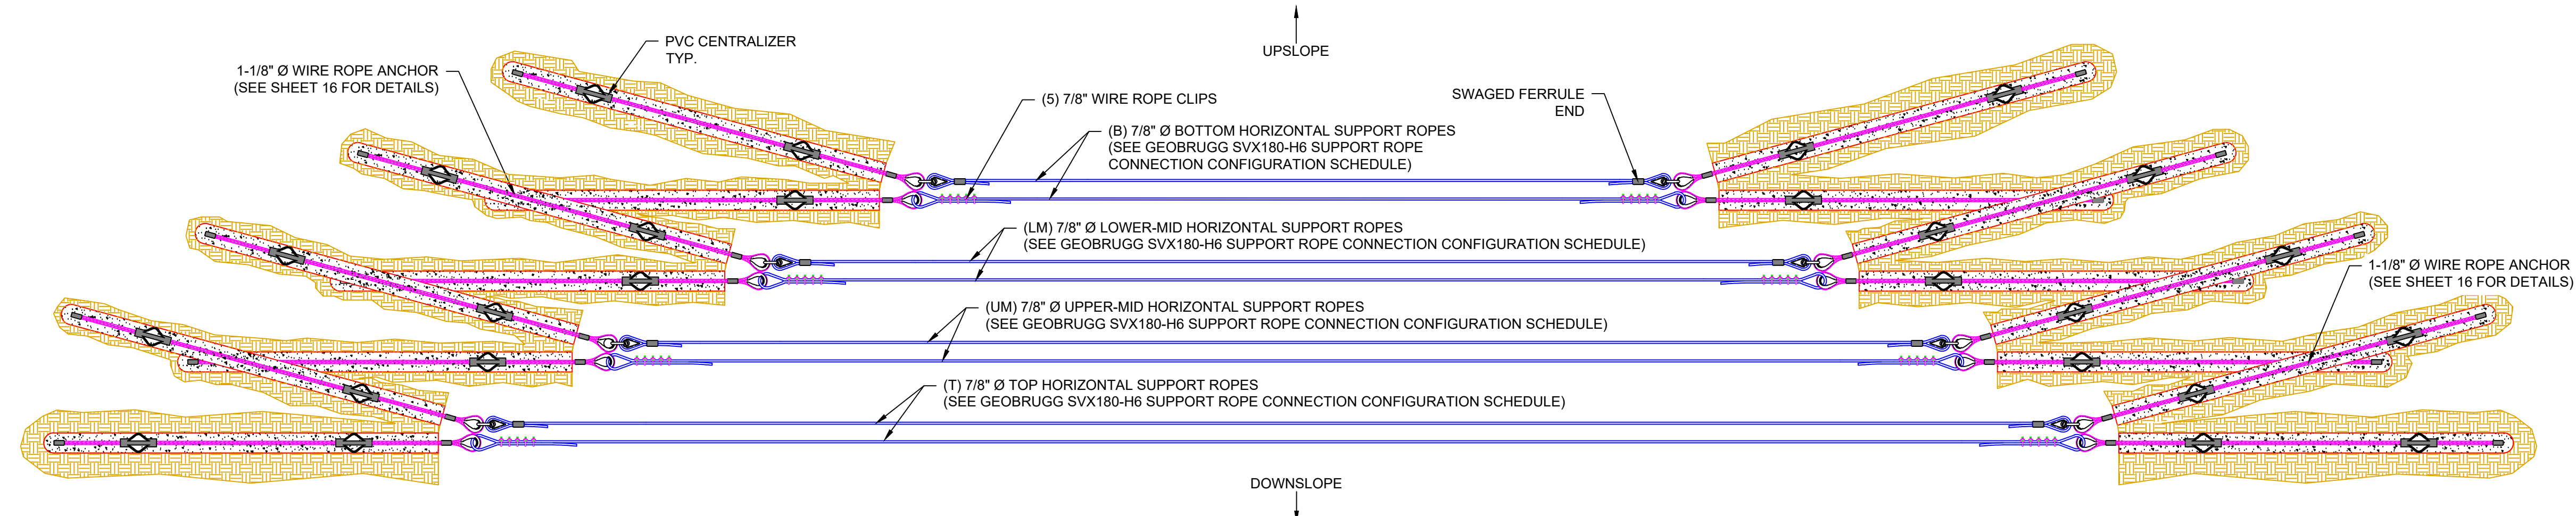 UPSLOPE
PVC CENTRALIZER
TYP.
1-1/8" Ø WIRE ROPE ANCHOR
(SEE SHEET 16 FOR DETAILS)
(5) 7/8" WIRE ROPE CLIPS
SWAGED FERRULE
END
(B) 7/8" Ø BOTTOM HORIZONTAL SUPPORT ROPES
(SEE GEOBRUGG SVX180-H6 SUPPORT ROPE
CONNECTION CONFIGURATION SCHEDULE)
(LM) 7/8" Ø LOWER-MID HORIZONTAL SUPPORT ROPES
(SEE GEOBRUGG SVX180-H6 SUPPORT ROPE CONNECTION CONFIGURATION SCHEDULE)
1-1/8" Ø WIRE ROPE ANCHOR
(SEE SHEET 16 FOR DETAILS)
(UM) 7/8" Ø UPPER-MID HORIZONTAL SUPPORT ROPES
(SEE GEOBRUGG SVX180-H6 SUPPORT ROPE CONNECTION CONFIGURATION SCHEDULE)
(T) 7/8" Ø TOP HORIZONTAL SUPPORT ROPES
(SEE GEOBRUGG SVX180-H6 SUPPORT ROPE CONNECTION CONFIGURATION SCHEDULE)
DOWNSLOPE